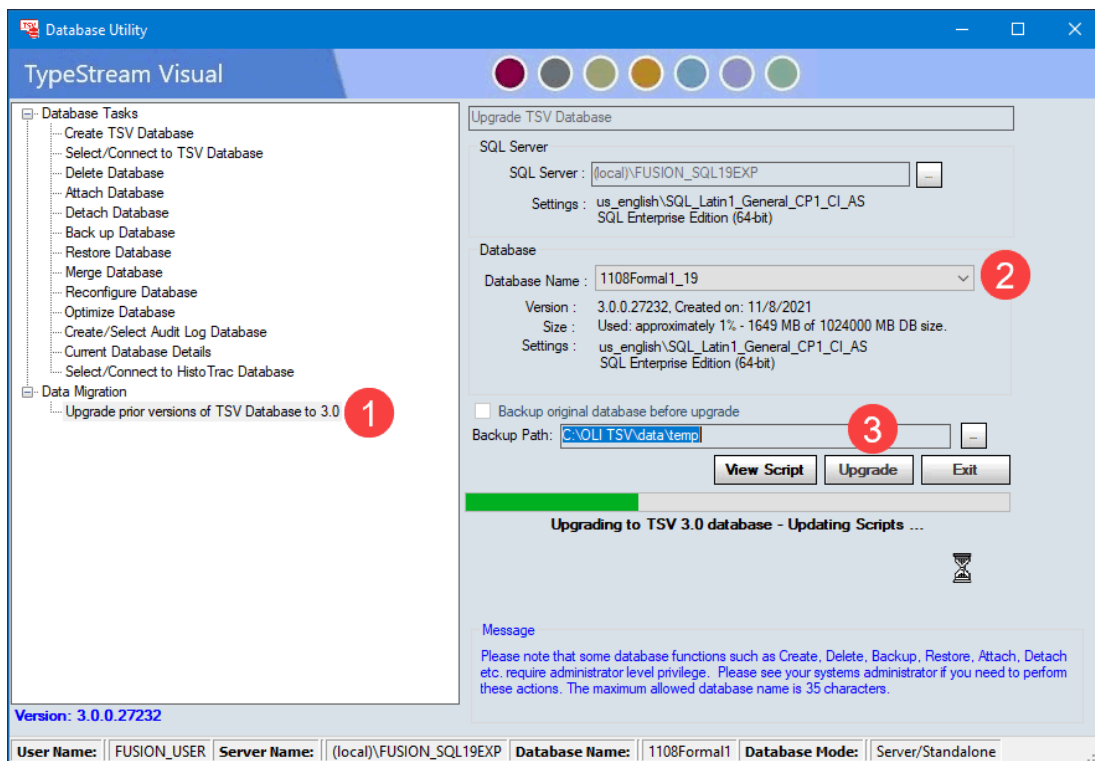 TSV
Database Utility
TypeStream Visual
Database Tasks
Create TSV Database
Select/Connect to TSV Database
Delete Database
Attach Database
Detach Database
Back up Database
Restore Database
Merge Database
Reconfigure Database
Optimize Database
Create/Select Audit Log Database
Current Database Details
Select/Connect to HistoTrac Database
Data Migration
Upgrade prior versions of TSV Database to 3.0
1
Version: 3.0.0.27232
Upgrade TSV Database
SQL Server
SQL Server : (local)\FUSION_SQL19EXP ...
Settings : us_english\SQL_Latin1_General_CP1_CI_AS
SQL Enterprise Edition (64-bit)
Database
Database Name : 1108Formal1_19
2
Version : 3.0.0.27232, Created on: 11/8/2021
Size : Used: approximately 1% - 1649 MB of 1024000 MB DB size.
Settings : us_english\SQL_Latin1_General_CP1_CI_AS
SQL Enterprise Edition (64-bit)
Backup original database before upgrade
Backup Path: C:\OLI TSV\data\temp ...
3
View Script Upgrade Exit
Upgrading to TSV 3.0 database - Updating Scripts ...
Message
Please note that some database functions such as Create, Delete, Backup, Restore, Attach, Detach
etc. require administrator level privilege. Please see your systems administrator if you need to perform
these actions. The maximum allowed database name is 35 characters.
User Name: FUSION_USER Server Name: (local)\FUSION_SQL19EXP Database Name: 1108Formal1 Database Mode: Server/Standalone